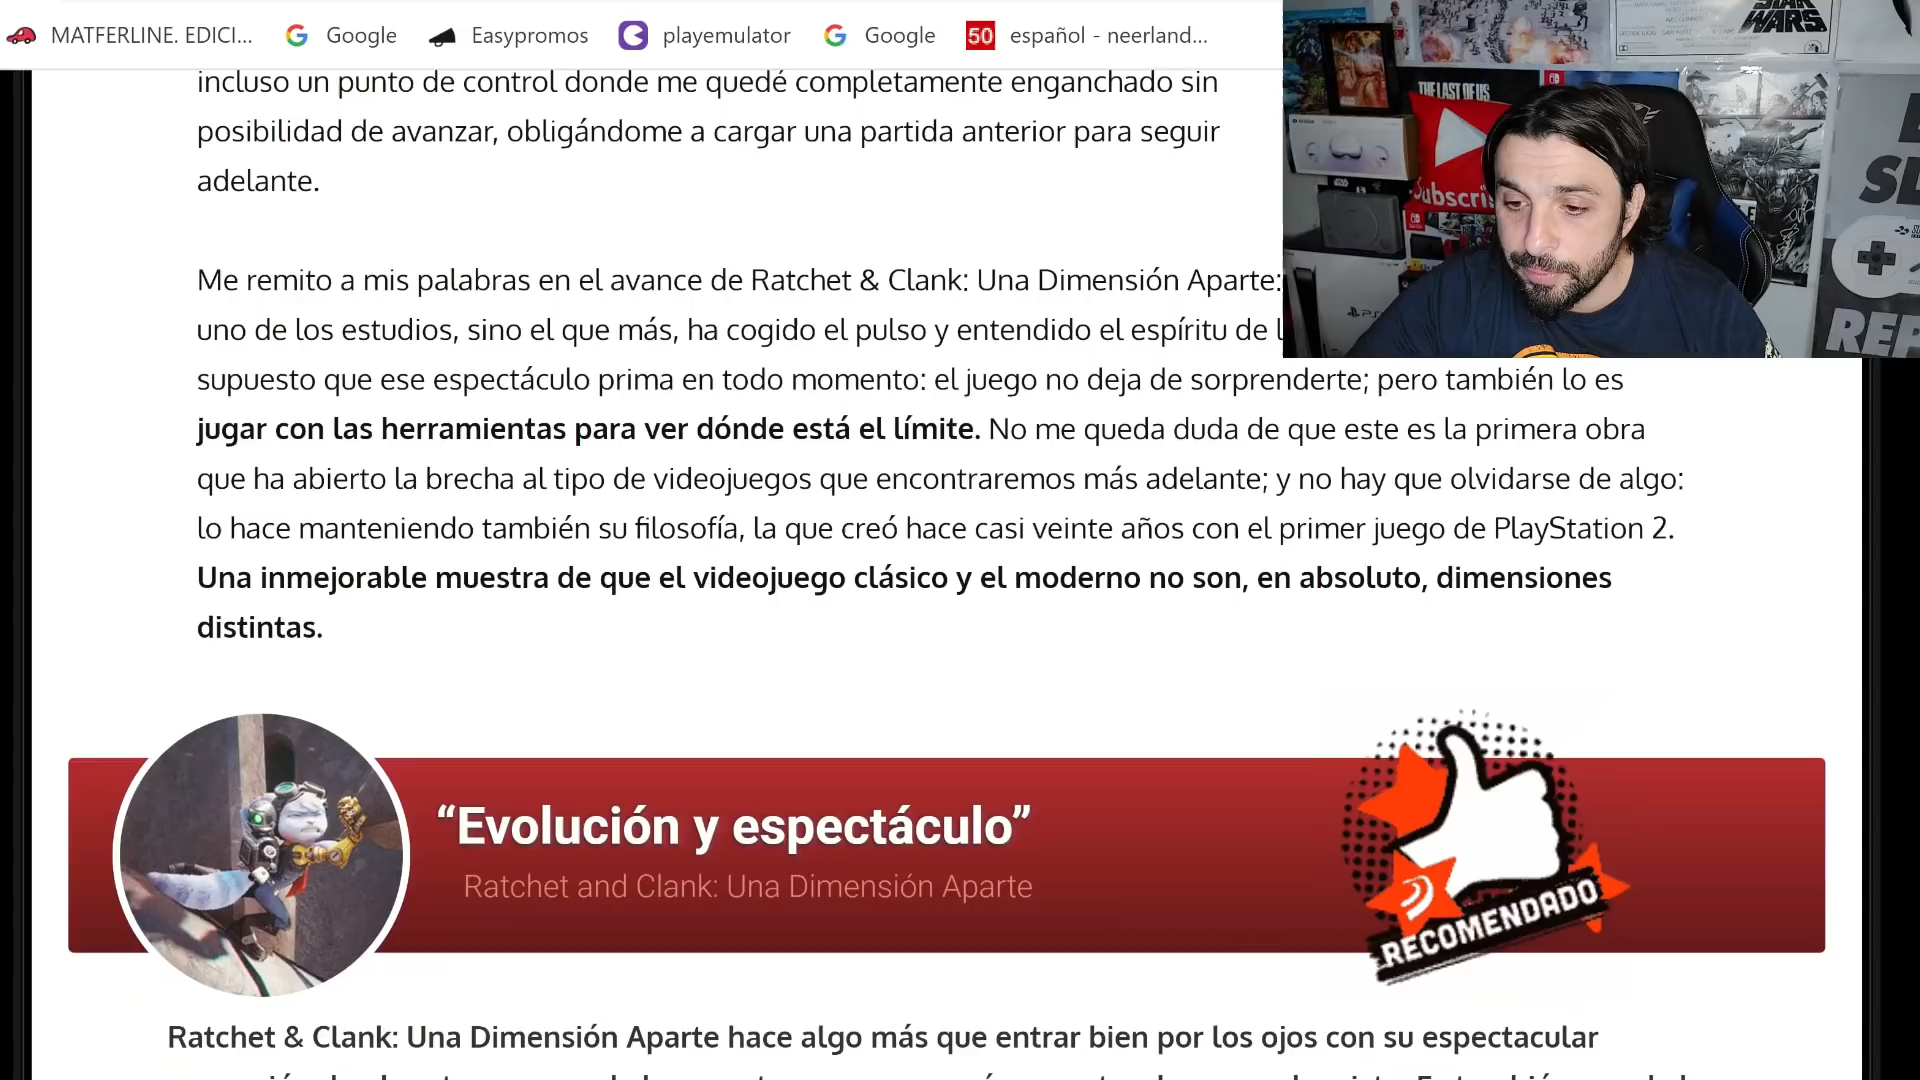 MATFERLINE. EDICI... Google Easypromos playemulator Google 50 español - neerland...
incluso un punto de control donde me quedé completamente enganchado sin
posibilidad de avanzar, obligándome a cargar una partida anterior para seguir
adelante.
Me remito a mis palabras en el avance de Ratchet & Clank: Una Dimensión Aparte:
uno de los estudios, sino el que más, ha cogido el pulso y entendido el espíritu de
supuesto que ese espectáculo prima en todo momento: el juego no deja de sorprenderte; pero también lo es
jugar con las herramientas para ver dónde está el límite. No me queda duda de que este es la primera obra
que ha abierto la brecha al tipo de videojuegos que encontraremos más adelante; y no hay que olvidarse de algo:
lo hace manteniendo también su filosofía, la que creó hace casi veinte años con el primer juego de PlayStation 2.
Una inmejorable muestra de que el videojuego clásico y el moderno no son, en absoluto, dimensiones
distintas.
“Evolución y espectáculo”
Ratchet and Clank: Una Dimensión Aparte
RECOMENDADO
Ratchet & Clank: Una Dimensión Aparte hace algo más que entrar bien por los ojos con su espectacular
STAR
WARS
THE LAST OF US